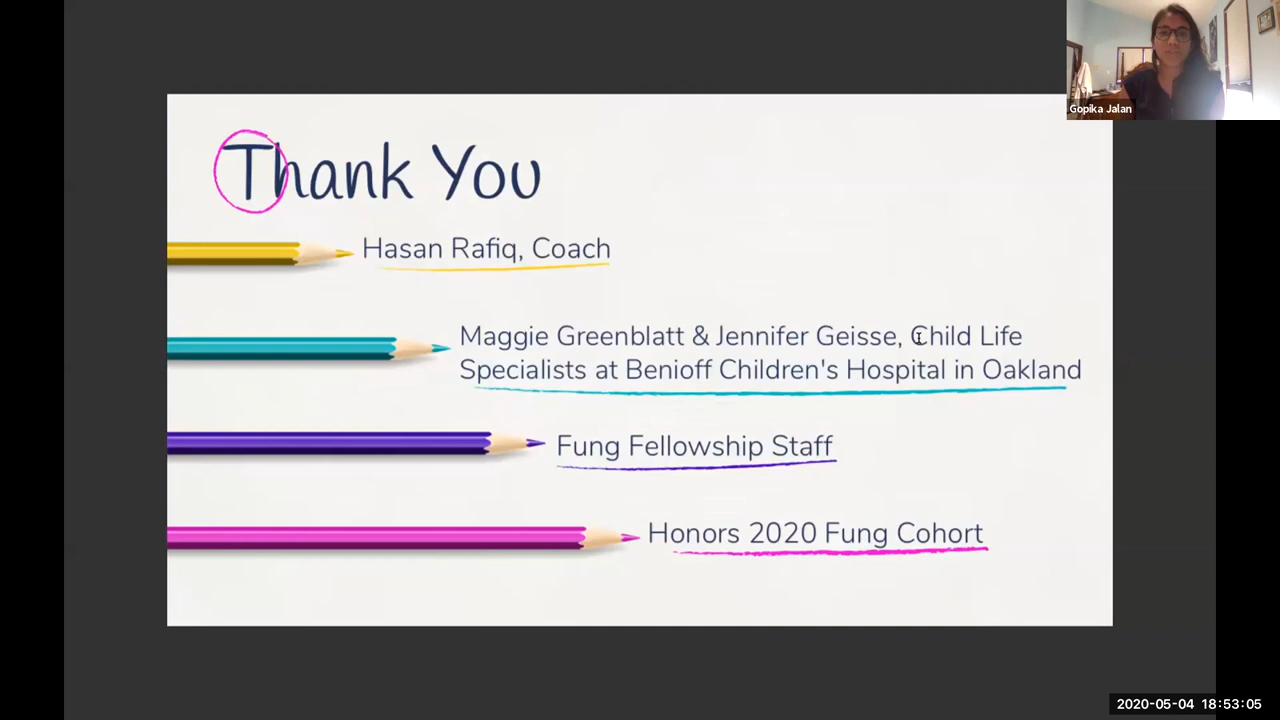 Gopika Jalan
Thank You
Hasan Rafiq, Coach
Maggie Greenblatt & Jennifer Geisse, Child Life
Specialists at Benioff Children's Hospital in Oakland
Fung Fellowship Staff
Honors 2020 Fung Cohort
2020-05-04 18:53:05